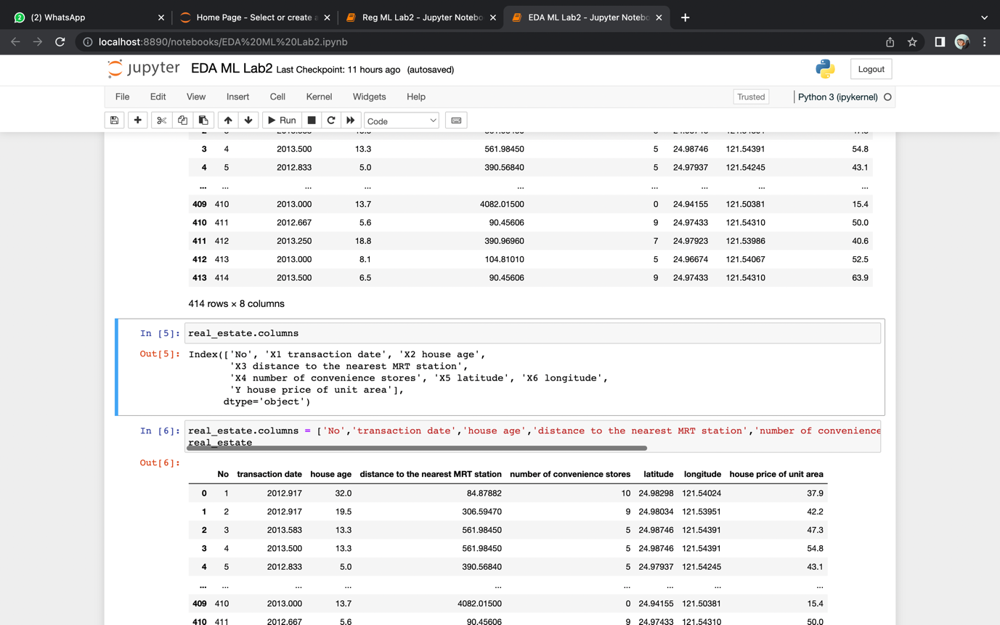 (2) WhatsApp
Home Page - Select or create a
Reg ML Lab2 - Jupyter Notebo
EDA ML Lab2 - Jupyter Notebo
localhost:8890/notebooks/EDA%20ML%20Lab2.ipynb
jupyter EDA ML Lab2 Last Checkpoint: 11 hours ago (autosaved)
Logout
File Edit View Insert Cell Kernel Widgets Help
Trusted
Python 3 (ipykernel)
Run
Code
3 4 2013.500 13.3 561.98450 5 24.98746 121.54391 54.8
4 5 2012.833 5.0 390.56840 5 24.97937 121.54245 43.1
... ... ... ... ... ... ... ... ...
409 410 2013.000 13.7 4082.01500 0 24.94155 121.50381 15.4
410 411 2012.667 5.6 90.45606 9 24.97433 121.54310 50.0
411 412 2013.250 18.8 390.96960 7 24.97923 121.53986 40.6
412 413 2013.000 8.1 104.81010 5 24.96674 121.54067 52.5
413 414 2013.500 6.5 90.45606 9 24.97433 121.54310 63.9
414 rows × 8 columns
In [5]: real_estate.columns
Out[5]: Index(['No', 'X1 transaction date', 'X2 house age',
'X3 distance to the nearest MRT station',
'X4 number of convenience stores', 'X5 latitude', 'X6 longitude',
'Y house price of unit area'],
dtype='object')
In [6]: real_estate.columns = ['No','transaction date','house age','distance to the nearest MRT station','number of convenience
real_estate
Out[6]:
No transaction date house age distance to the nearest MRT station number of convenience stores latitude longitude house price of unit area
0 1 2012.917 32.0 84.87882 10 24.98298 121.54024 37.9
1 2 2012.917 19.5 306.59470 9 24.98034 121.53951 42.2
2 3 2013.583 13.3 561.98450 5 24.98746 121.54391 47.3
3 4 2013.500 13.3 561.98450 5 24.98746 121.54391 54.8
4 5 2012.833 5.0 390.56840 5 24.97937 121.54245 43.1
... ... ... ... ... ... ... ... ...
409 410 2013.000 13.7 4082.01500 0 24.94155 121.50381 15.4
410 411 2012.667 5.6 90.45606 9 24.97433 121.54310 50.0